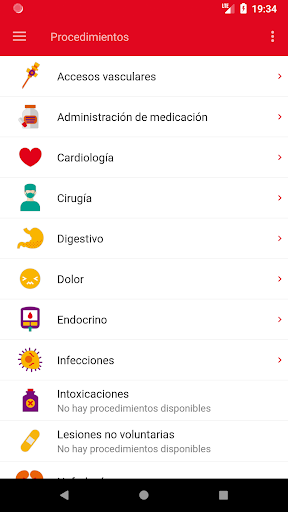 LTE 19:34
Procedimientos
Accesos vasculares
Administración de medicación
Cardiología
Cirugía
Digestivo
Dolor
Endocrino
Infecciones
Intoxicaciones
No hay procedimientos disponibles
Lesiones no voluntarias
No hay procedimientos disponibles